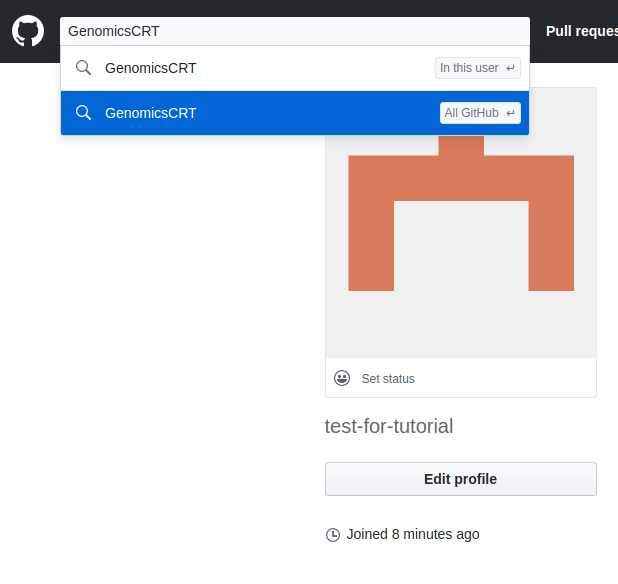 GenomicsCRT
Pull reques
GenomicsCRT In this user ↵
GenomicsCRT All GitHub ↵
Set status
test-for-tutorial
Edit profile
Joined 8 minutes ago